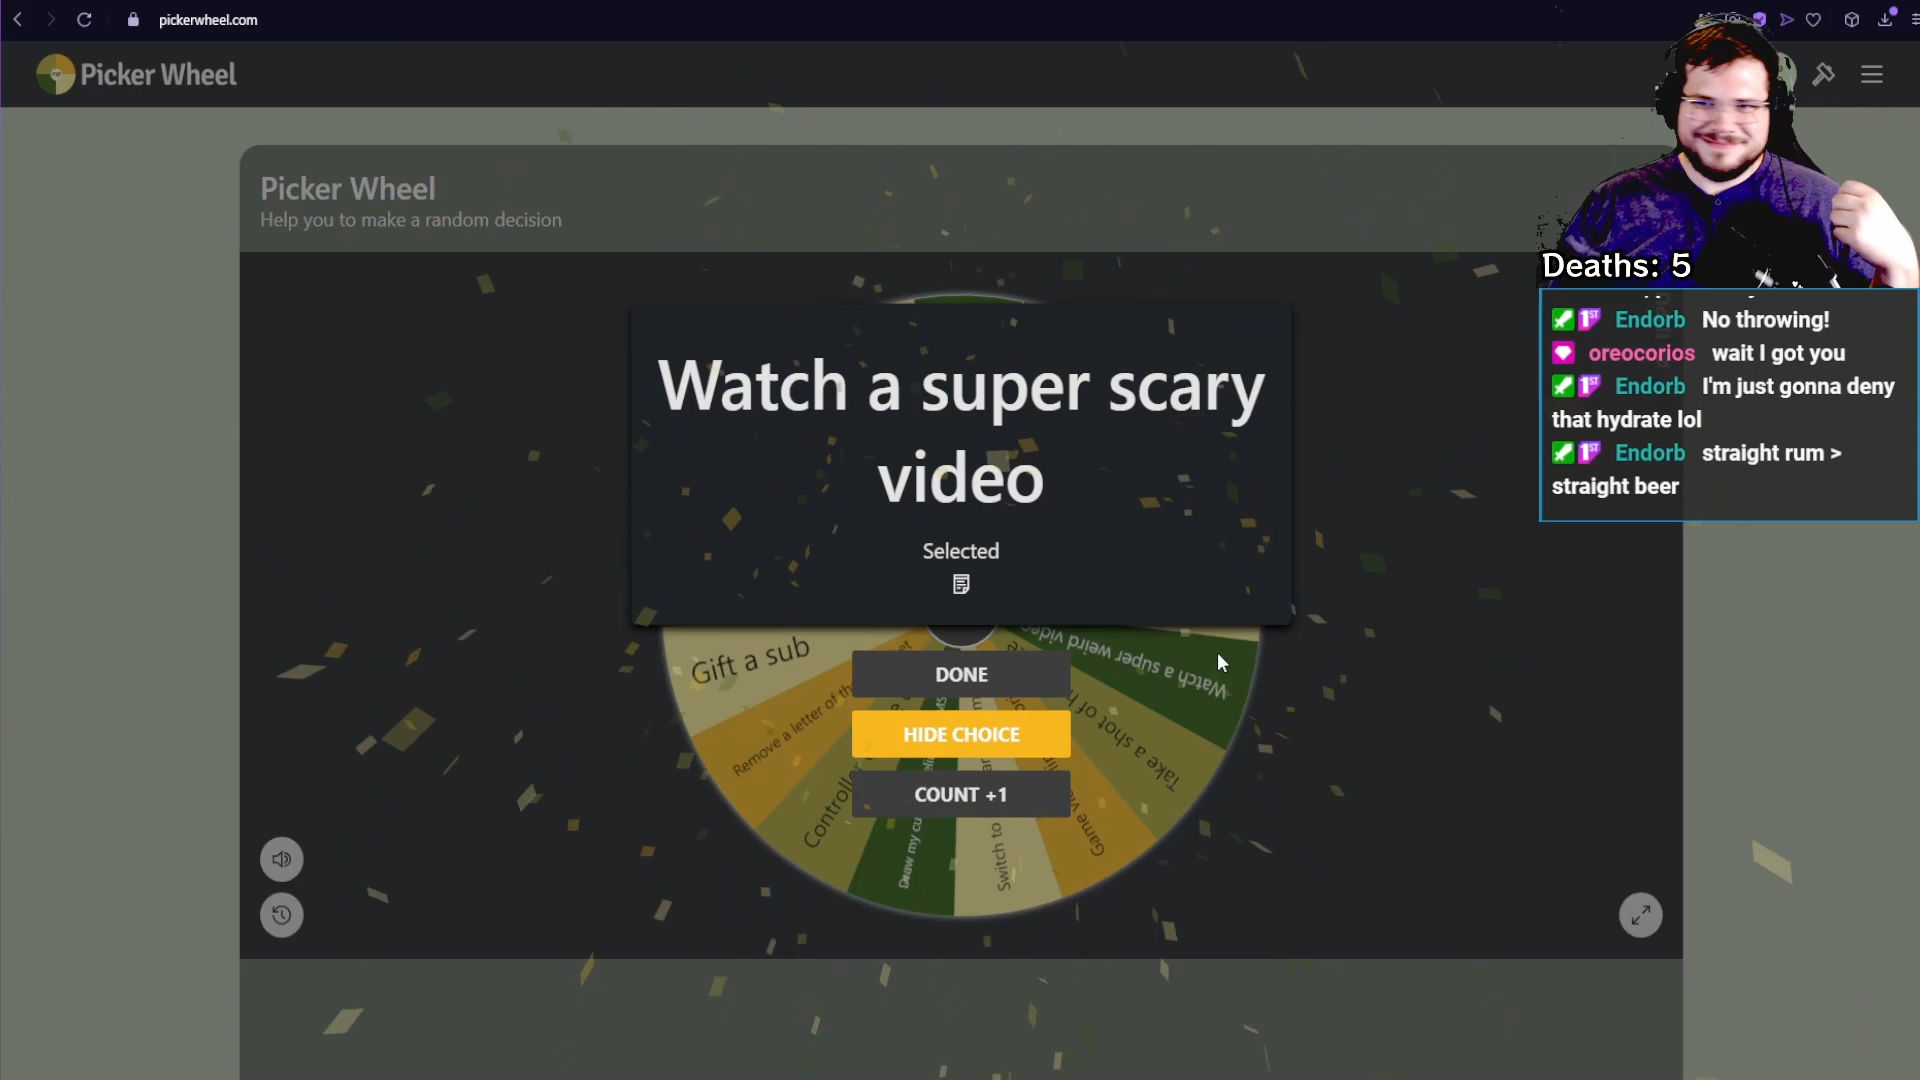 pickerwheel.com
Picker Wheel
Picker Wheel
Help you to make a random decision
Deaths: 5
Endorb No throwing!
oreocorios wait I got you
Endorb I'm just gonna deny
that hydrate lol
Endorb straight rum >
straight beer
Watch a super scary
video
Selected
Watch a super weird video
Gift a sub
DONE
Take a shot of
Remove a letter of
HIDE CHOICE
Controller
COUNT +1
Draw my
Switch to
Game